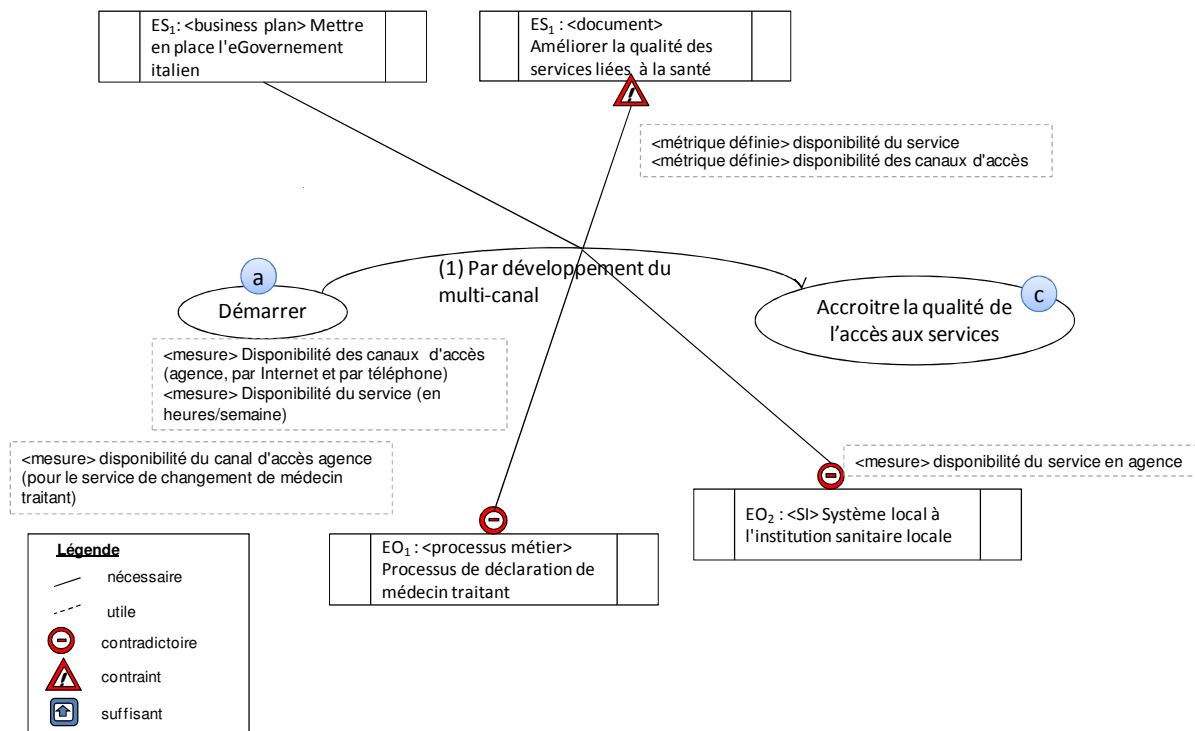 ES1: <business plan> Mettre
en place l'eGovernement
italien
ES1 : <document>
Améliorer la qualité des
services liées à la santé
<métrique définie> disponibilité du service
<métrique définie> disponibilité des canaux d'accès
a
Démarrer
(1) Par développement du
multi-canal
c
Accroitre la qualité de
l'accès aux services
<mesure> Disponibilité des canaux d'accès
(agence, par Internet et par téléphone)
<mesure> Disponibilité du service (en
heures/semaine)
<mesure> disponibilité du canal d'accès agence
(pour le service de changement de médecin
traitant)
<mesure> disponibilité du service en agence
EO2 : <SI> Système local à
l'institution sanitaire locale
EO1 : <processus métier>
Processus de déclaration de
médecin traitant
Légende
nécessaire
utile
contradictoire
contraint
suffisant